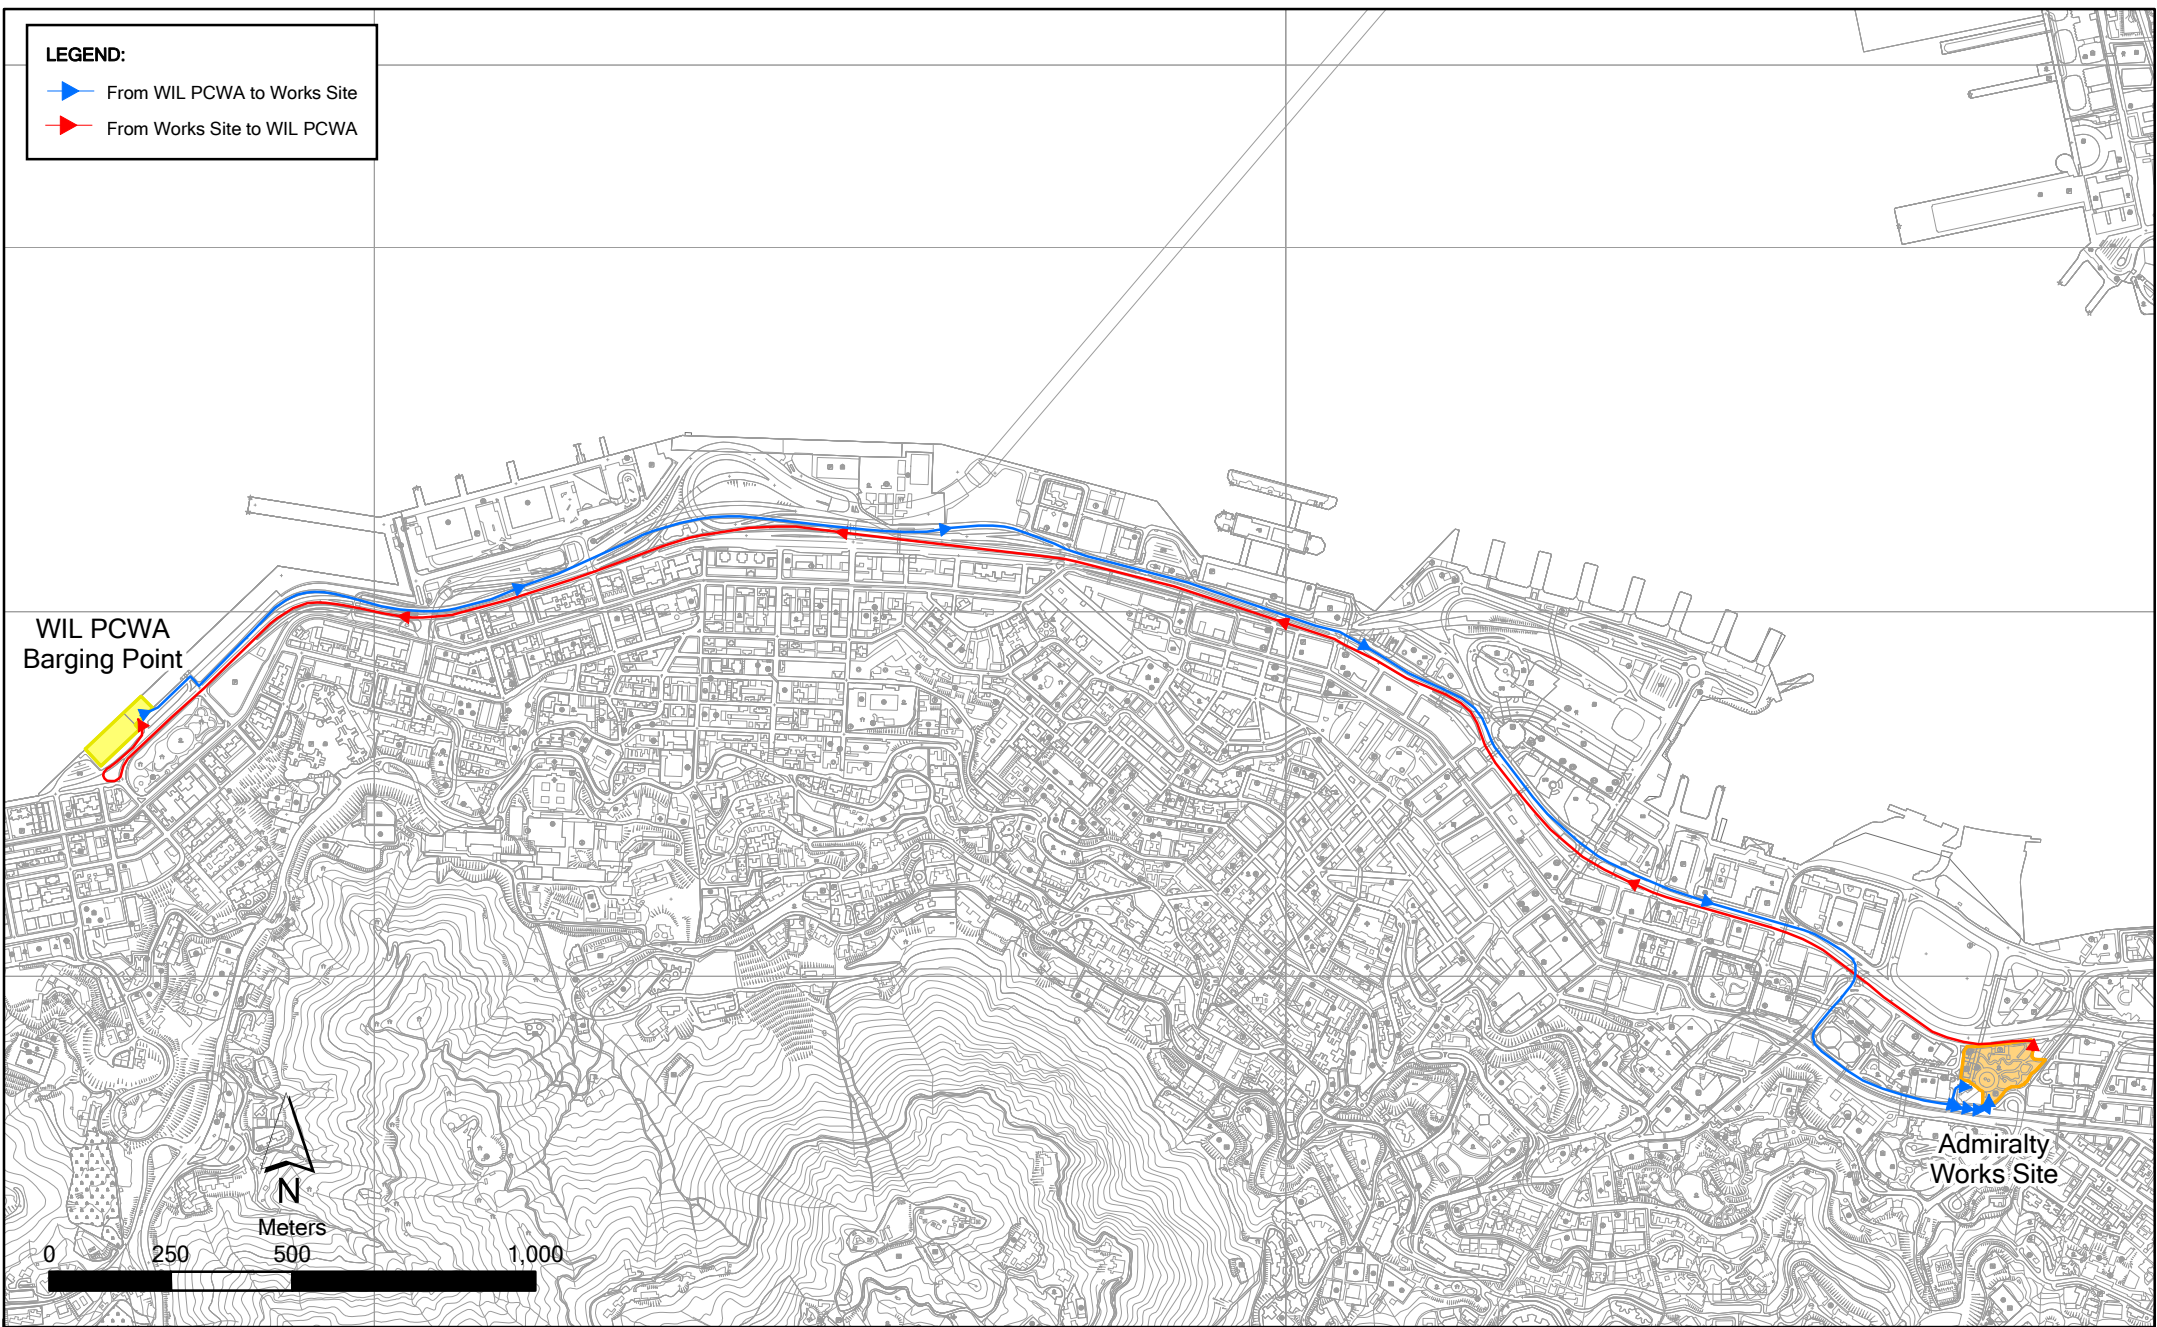 LEGEND:
From WIL PCWA to Works Site
From Works Site to WIL PCWA
WIL PCWA
Barging Point
Admiralty
Works Site
N
Meters
0 250 500 1,000